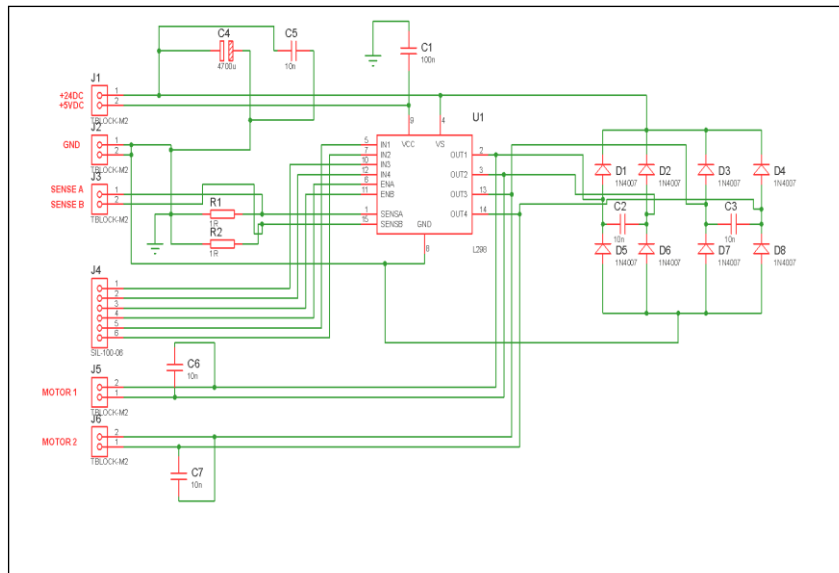 C4
4700u
C5
10n
C1
100n
J1
+24DC
+5VDC
1
2
TBLOCK-M2
J2
GND
1
2
TBLOCK-M2
J3
SENSE A
SENSE B
1
2
TBLOCK-M2
R1
1R
R2
1R
U1
9
4
VCC
VS
5
IN1
7
IN2
10
IN3
12
IN4
6
ENA
11
ENB
1
SENSA
15
SENSB
GND
8
OUT1
2
OUT2
3
OUT3
13
OUT4
14
L298
D1
1N4007
D2
1N4007
D3
1N4007
D4
1N4007
C2
10n
C3
10n
D5
1N4007
D6
1N4007
D7
1N4007
D8
1N4007
J4
1
2
3
4
5
6
SIL-100-06
C6
10n
J5
MOTOR 1
2
1
TBLOCK-M2
J6
MOTOR 2
2
1
TBLOCK-M2
C7
10n